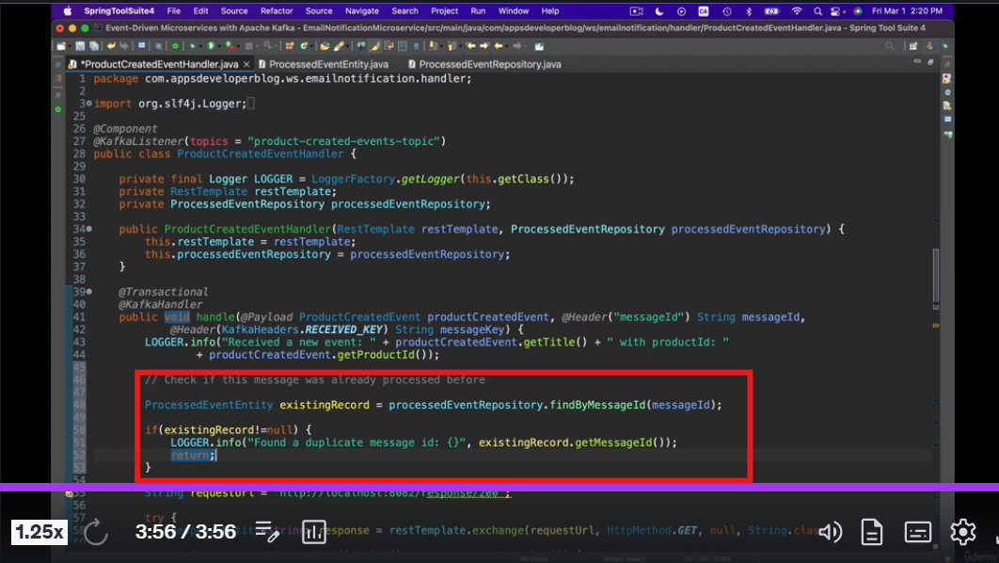 SpringToolSuite4 File Edit Source Refactor Source Navigate Search Project Run Window Help CA Fri Mar 1 2:20 PM
Event-Driven Microservices with Apache Kafka - EmailNotificationMicroservice/src/main/java/com/appsdeveloperblog/ws/emailnotification/handler/ProductCreatedEventHandler.java - Spring Tool Suite 4
*ProductCreatedEventHandler.java ProcessedEventEntity.java ProcessedEventRepository.java
1 package com.appsdeveloperblog.ws.emailnotification.handler;
2
3 import org.slf4j.Logger;
25
26 @Component
27 @KafkaListener(topics = "product-created-events-topic")
28 public class ProductCreatedEventHandler {
29
30 private final Logger LOGGER = LoggerFactory.getLogger(this.getClass());
31 private RestTemplate restTemplate;
32 private ProcessedEventRepository processedEventRepository;
33
34 public ProductCreatedEventHandler(RestTemplate restTemplate, ProcessedEventRepository processedEventRepository) {
35 this.restTemplate = restTemplate;
36 this.processedEventRepository = processedEventRepository;
37 }
38
39 @Transactional
40 @KafkaHandler
41 public void handle(@Payload ProductCreatedEvent productCreatedEvent, @Header("messageId") String messageId,
42 @Header(KafkaHeaders.RECEIVED_KEY) String messageKey) {
43 LOGGER.info("Received a new event: " + productCreatedEvent.getTitle() + " with productId: "
44 + productCreatedEvent.getProductId());
45
46 // Check if this message was already processed before
47
48 ProcessedEventEntity existingRecord = processedEventRepository.findByMessageId(messageId);
49
50 if(existingRecord!=null) {
51 LOGGER.info("Found a duplicate message id: {}", existingRecord.getMessageId());
52 return;
53 }
54
55 String requestUrl = "http://localhost:8082/response/200";
56
57 try {
58 response = restTemplate.exchange(requestUrl, HttpMethod.GET, null, String.clas
1.25x 3:56 / 3:56